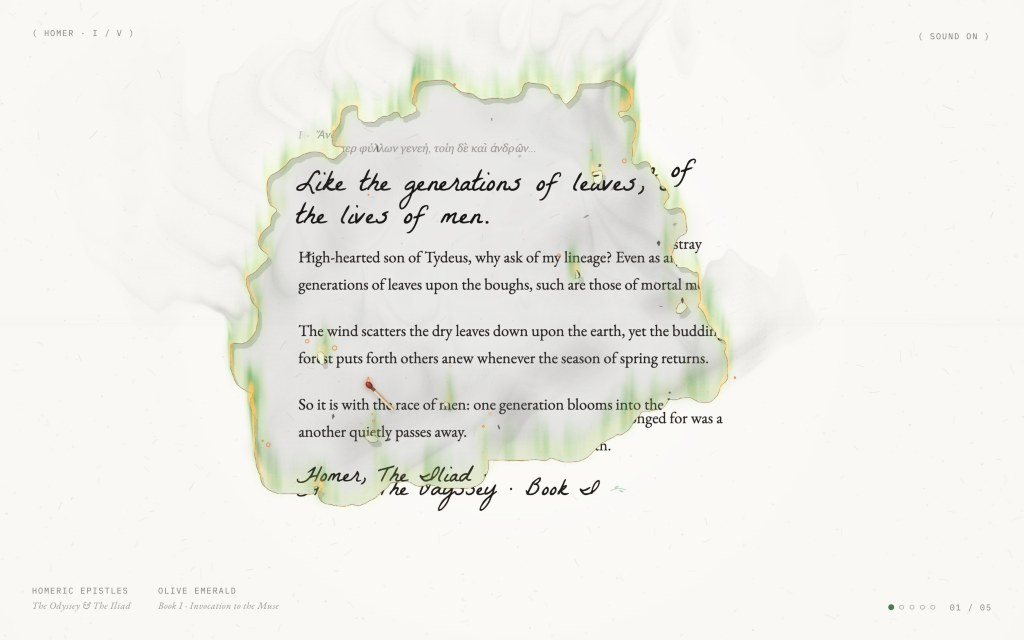 ( HOMER · I / V )
( SOUND ON )
I · Ἄν
περ φύλλων γενεὴ, τοίη δὲ καὶ ἀνδρῶν...
Like the generations of leaves, of
the lives of men.
stray
High-hearted son of Tydeus, why ask of my lineage? Even as a
generations of leaves upon the boughs, such are those of mortal m
The wind scatters the dry leaves down upon the earth, yet the buddin
forest puts forth others anew whenever the season of spring returns.
So it is with the race of men: one generation blooms into the
onged for was a
another quietly passes away.
h.
Homer, The Iliad ·
The Odyssey · Book I
HOMERIC EPISTLES
The Odyssey & The Iliad
OLIVE EMERALD
Book I · Invocation to the Muse
01 / 05